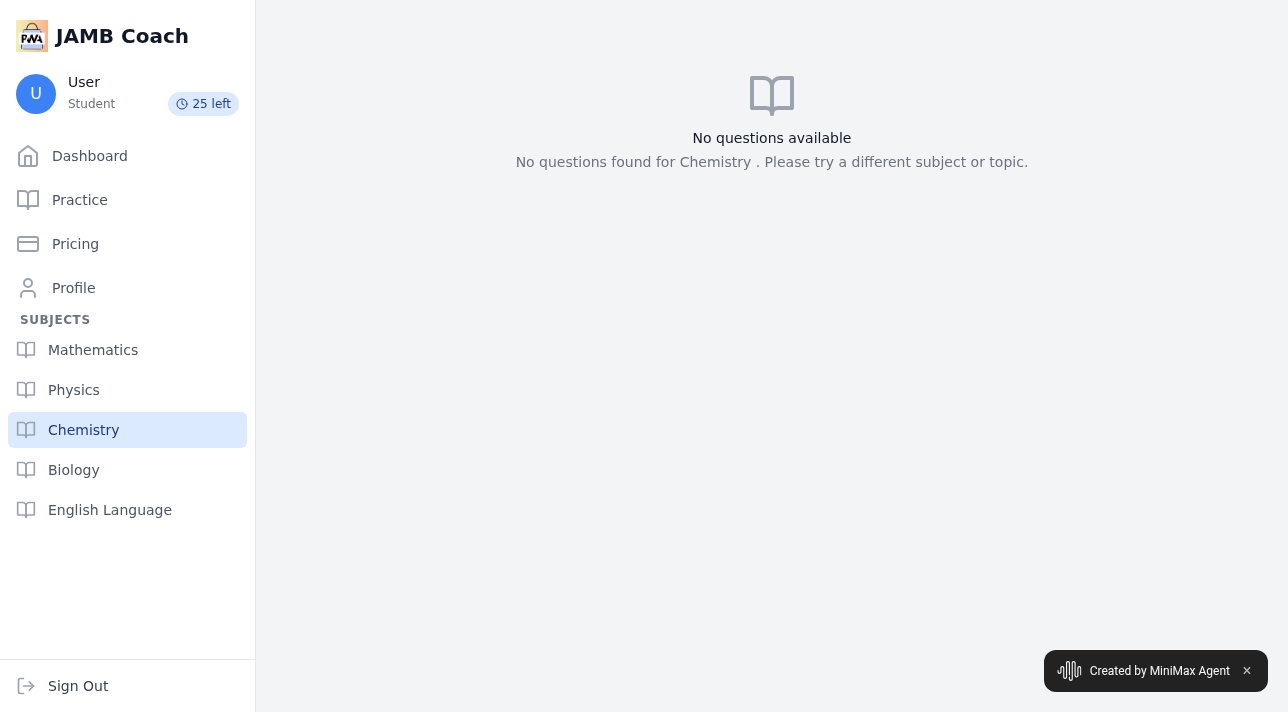 PWA
JAMB Coach
U
User
Student
25 left
Dashboard
Practice
Pricing
Profile
SUBJECTS
Mathematics
Physics
Chemistry
Biology
English Language
Sign Out
No questions available
No questions found for Chemistry . Please try a different subject or topic.
Created by MiniMax Agent ×